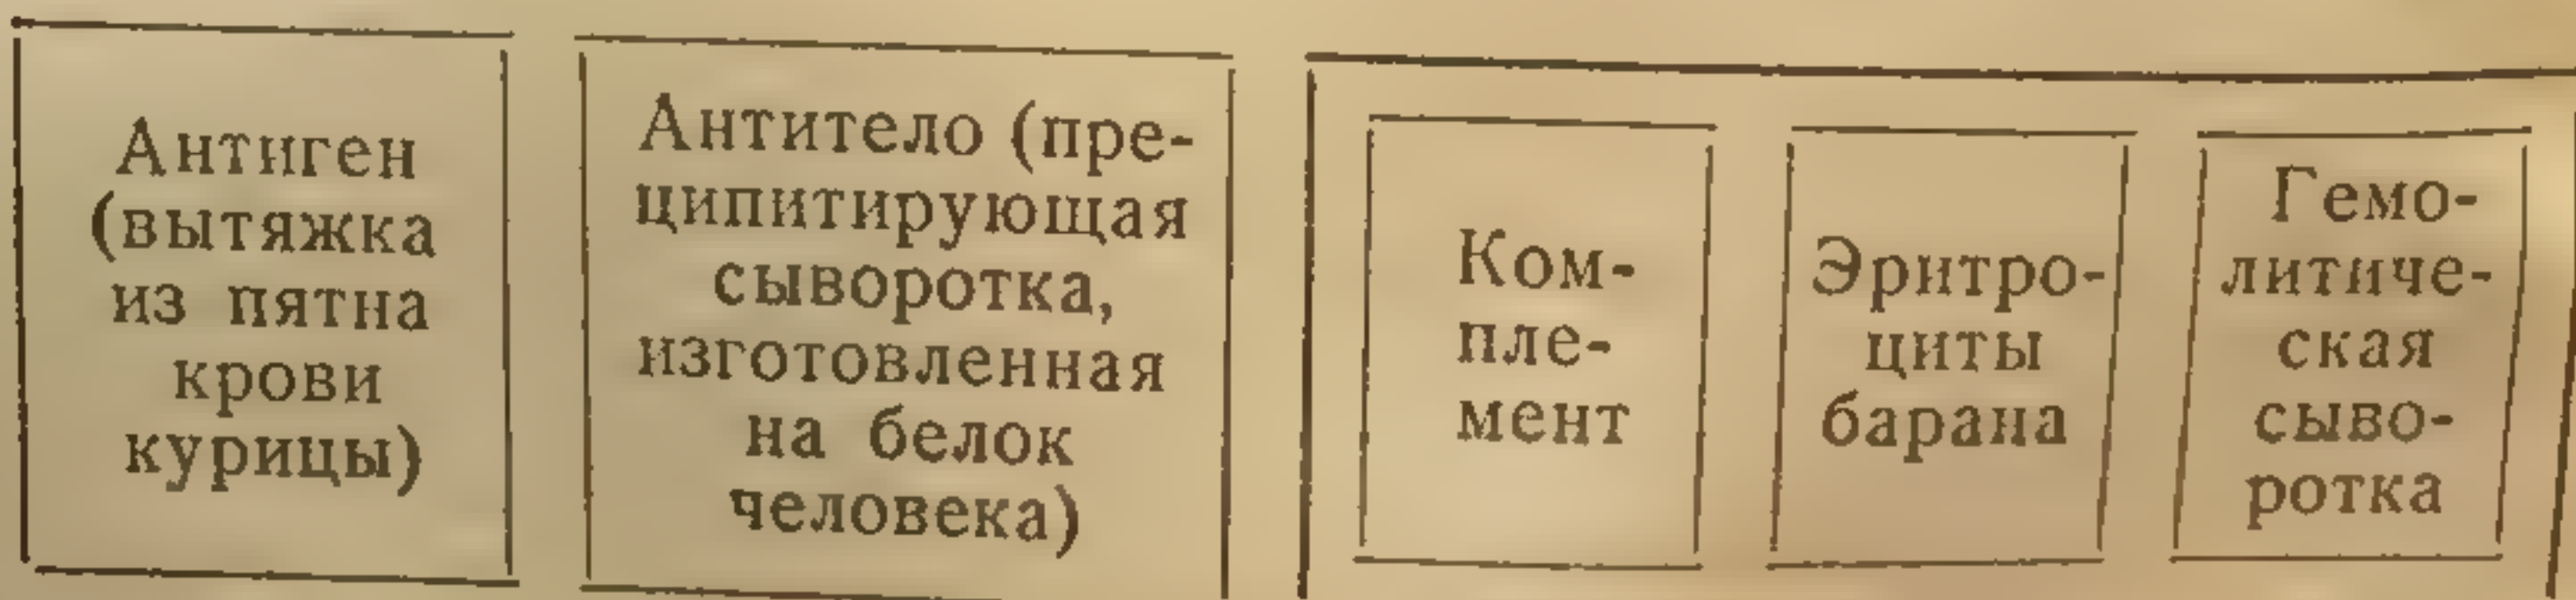 Антиген
(вытяжка
из пятна
крови
курицы)
Антитело (пре-
ципитирующая
сыворотка,
изготовленная
на белок
человека)
Ком-
пле-
мент
Эритро-
циты
барана
Гемо-
литиче-
ская
сыво-
ротка